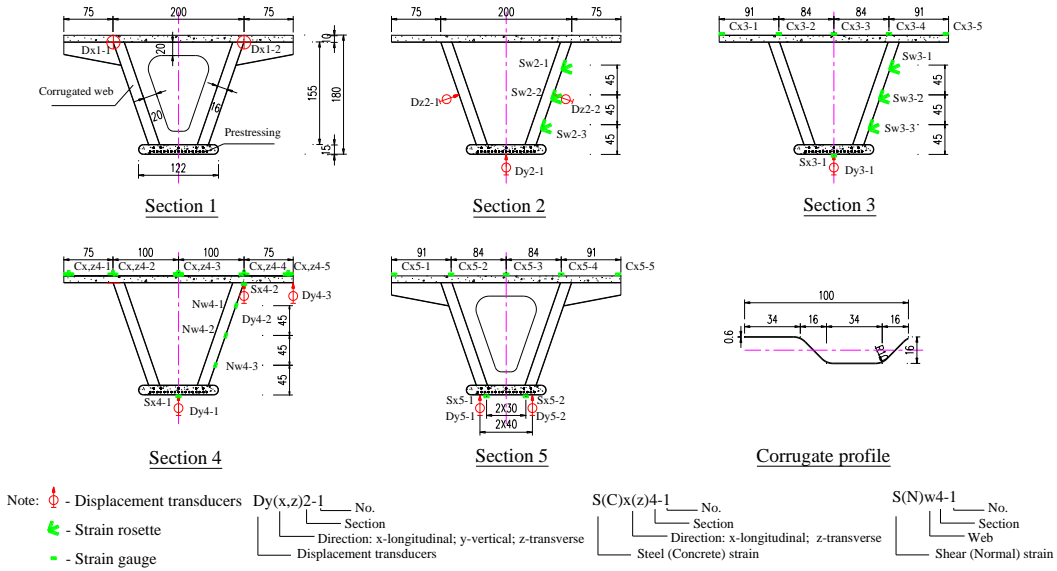 75 200 75
Dx1-1 Dx1-2
20
Corrugated web
20
16
Prestressing
122
10
155
180
15
Section 1
75 200 75
Sw2-1
Sw2-2
Dz2-1
Dz2-2
Sw2-3
45
45
45
Dy2-1
Section 2
91 84 84 91
Cx3-1 Cx3-2 Cx3-3 Cx3-4 Cx3-5
Sw3-1
Sw3-2
Sw3-3
45
45
45
Sx3-1
Dy3-1
Section 3
75 100 100 75
Cx,z4-1 Cx,z4-2 Cx,z4-3 Cx,z4-4 Cx,z4-5
Sx4-2
Dy4-3
Nw4-1
Dy4-2
Nw4-2
Nw4-3
45
45
45
Sx4-1
Dy4-1
Section 4
91 84 84 91
Cx5-1 Cx5-2 Cx5-3 Cx5-4 Cx5-5
Sx5-1 Sx5-2
2X30
Dy5-1 Dy5-2
2X40
Section 5
100
34 16 34 16
0.6
16
Corrugate profile
Note: - Displacement transducers
- Strain rosette
- Strain gauge
Dy(x,z)2-1
No.
Section
Direction: x-longitudinal; y-vertical; z-transverse
Displacement transducers
S(C)x(z)4-1
No.
Section
Direction: x-longitudinal; z-transverse
Steel (Concrete) strain
S(N)w4-1
No.
Section
Web
Shear (Normal) strain